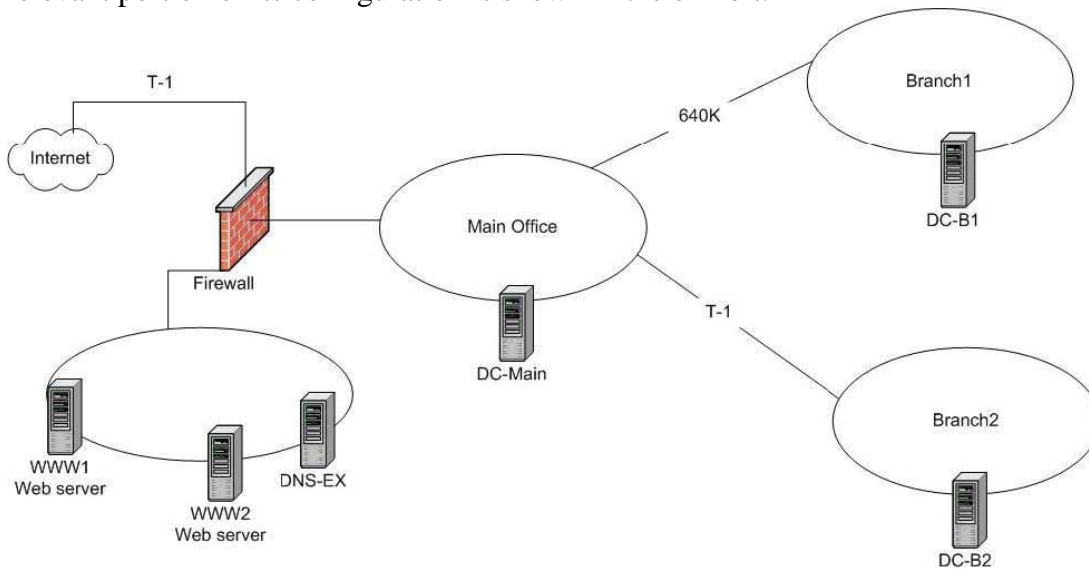 T-1
Internet
Firewall
640K
Branch1
DC-B1
Main Office
DC-Main
T-1
Branch2
DC-B2
WWW1
Web server
WWW2
Web server
DNS-EX